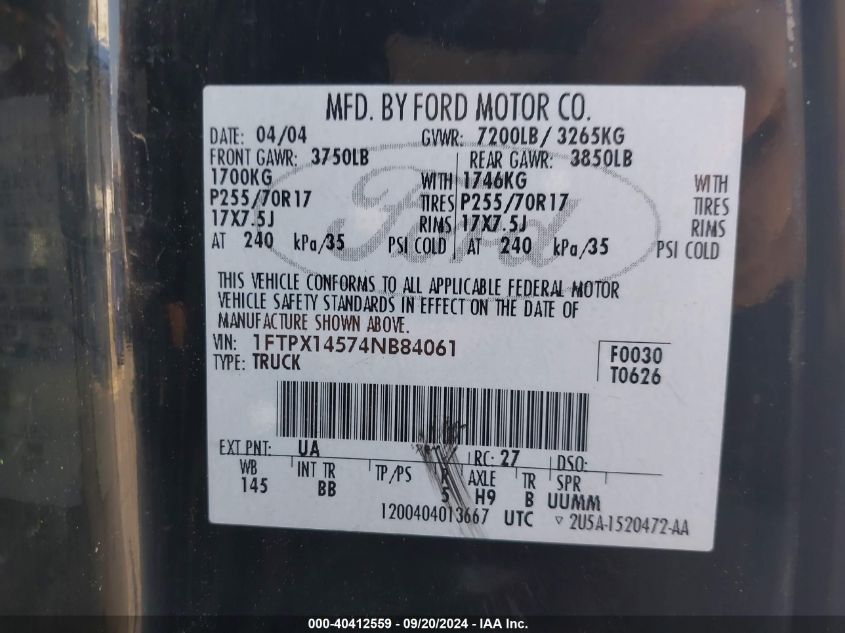 MFD. BY FORD MOTOR CO.
DATE: 04/04 GVWR: 7200LB / 3265KG
FRONT GAWR: 3750LB REAR GAWR: 3850LB
1700KG WITH 1746KG WITH
P255/70R17 TIRES P255/70R17 TIRES
17X7.5J RIMS 17X7.5J RIMS
AT 240 kPa/35 PSI COLD AT 240 kPa/35 PSI COLD
Ford
THIS VEHICLE CONFORMS TO ALL APPLICABLE FEDERAL MOTOR
VEHICLE SAFETY STANDARDS IN EFFECT ON THE DATE OF
MANUFACTURE SHOWN ABOVE.
VIN: 1FTPX14574NB84061 F0030
TYPE: TRUCK T0626
EXT PNT: UA RC: 27 DSO:
WB INT TR TP/PS R AXLE TR SPR
145 BB 5 H9 B UUMM
1200404013667 UTC ▽ 2U5A-1520472-AA
000-40412559 - 09/20/2024 - IAA Inc.